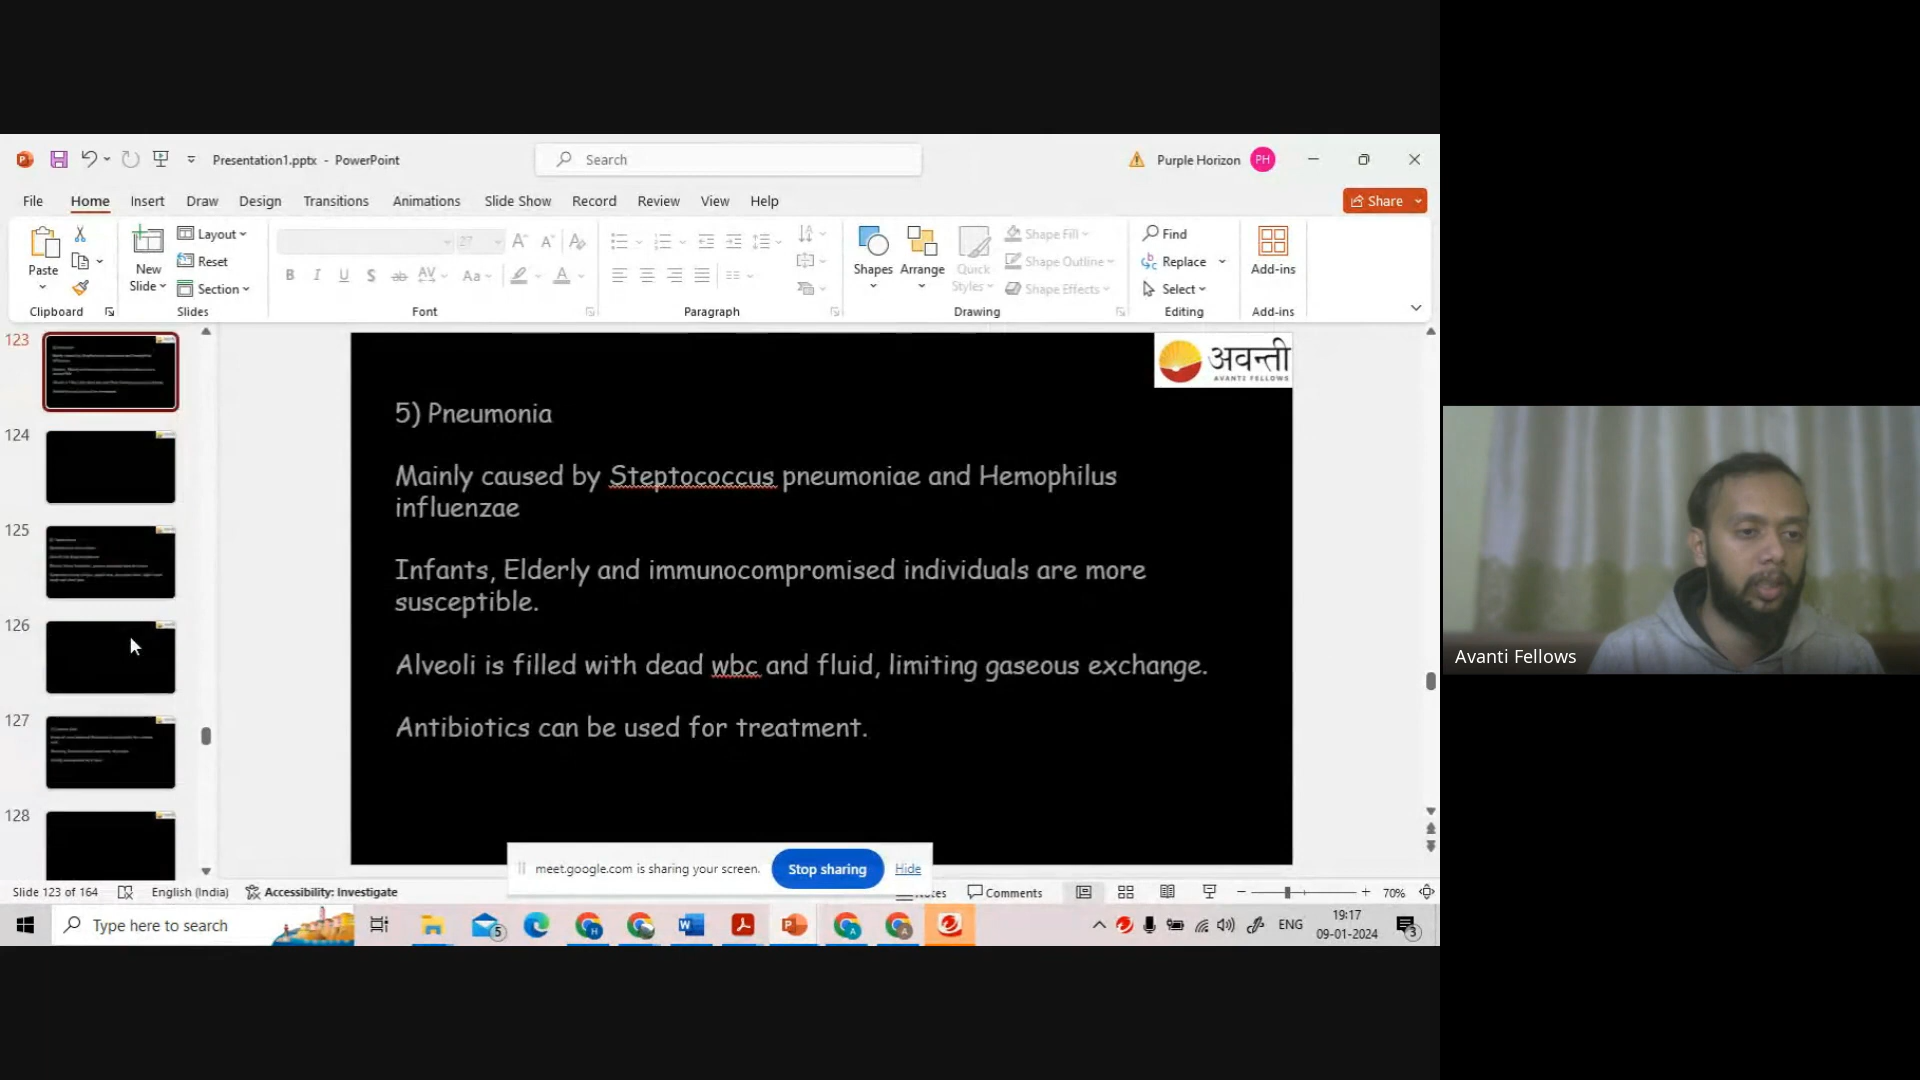 Presentation1.pptx - PowerPoint
Search
Purple Horizon PH
File Home Insert Draw Design Transitions Animations Slide Show Record Review View Help
Share
Paste
Clipboard
New
Slide
Layout
Reset
Section
Slides
27
Font
Paragraph
Shapes
Arrange
Quick
Styles
Shape Fill
Shape Outline
Shape Effects
Drawing
Find
Replace
Select
Editing
Add-ins
Add-ins
123
124
125
126
127
128
अवन्ती
AVANTI FELLOWS
5) Pneumonia
Mainly caused by Steptococcus pneumoniae and Hemophilus
influenzae
Infants, Elderly and immunocompromised individuals are more
susceptible.
Alveoli is filled with dead wbc and fluid, limiting gaseous exchange.
Antibiotics can be used for treatment.
meet.google.com is sharing your screen.
Stop sharing
Hide
Slide 123 of 164
English (India)
Accessibility: Investigate
Comments
70%
Type here to search
5
ENG
19:17
09-01-2024
3
Avanti Fellows